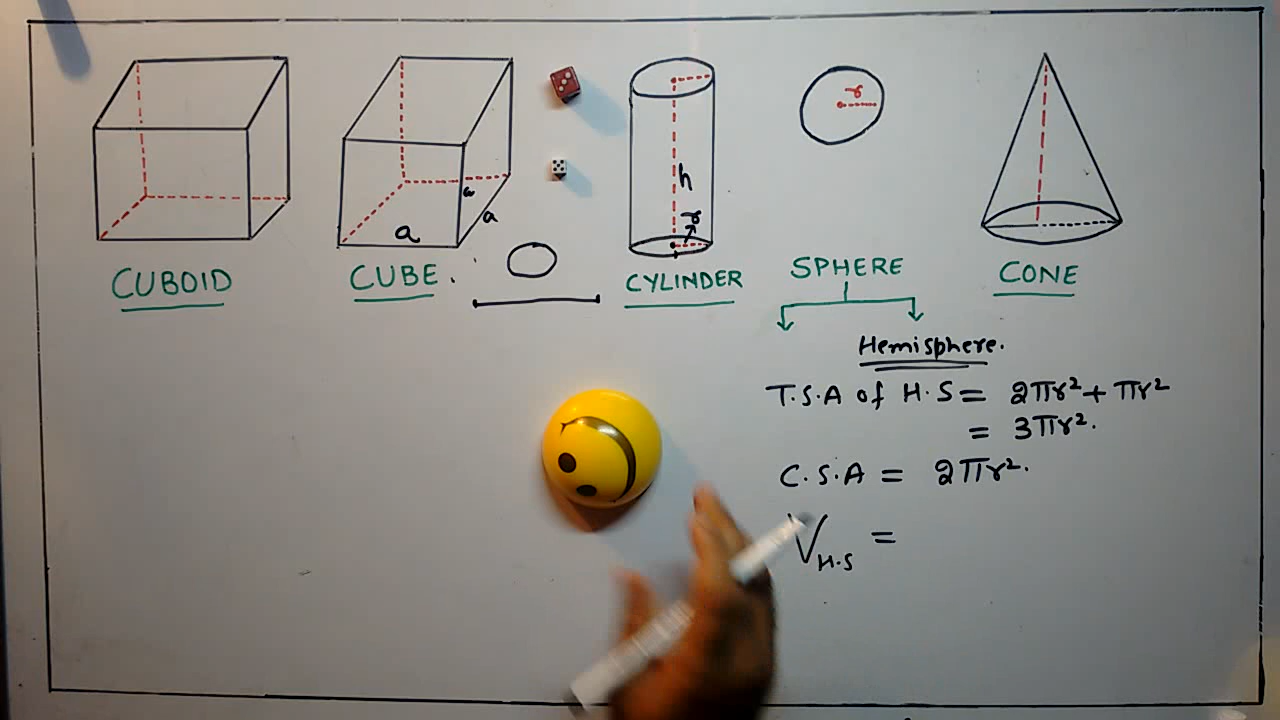 h
r
r
a
a
a
CUBOID
CUBE.
CYLINDER
SPHERE
CONE
Hemisphere.
T.S.A of H.S = 2πr² + πr²
= 3πr².
C.S.A = 2πr².
V H.S =